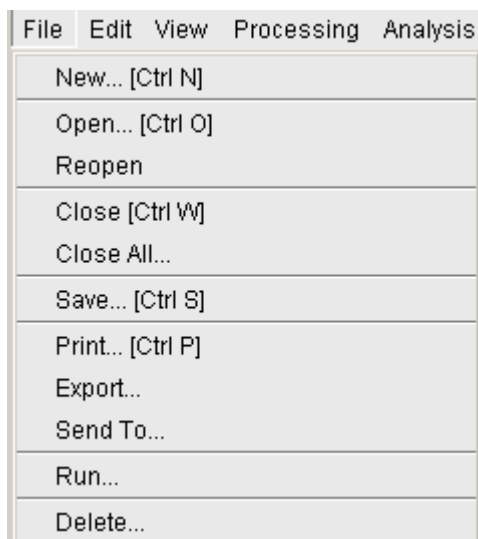 File Edit View Processing Analysis
New... [Ctrl N]
Open... [Ctrl O]
Reopen
Close [Ctrl W]
Close All...
Save... [Ctrl S]
Print... [Ctrl P]
Export...
Send To...
Run...
Delete...